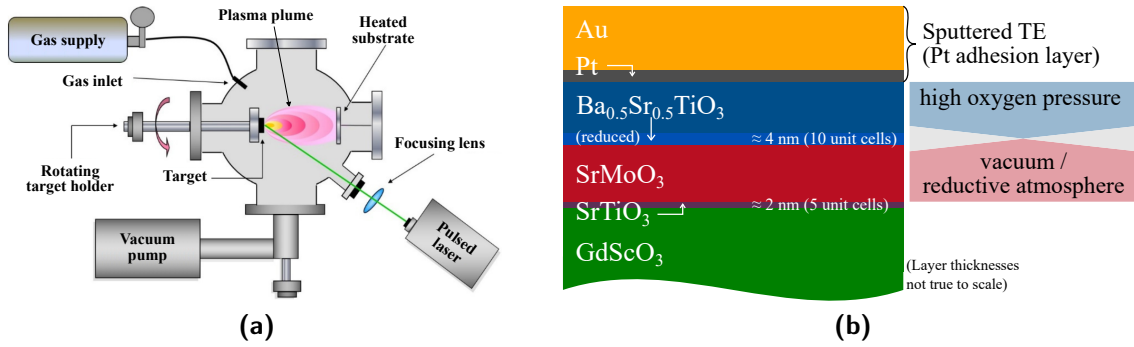 Gas supply
Plasma plume
Heated
substrate
Gas inlet
Rotating
target holder
Target
Focusing lens
Vacuum
pump
Pulsed
laser
(a)
Au
Pt
Sputtered TE
(Pt adhesion layer)
Ba0.5Sr0.5TiO3
(reduced)
≈ 4 nm (10 unit cells)
high oxygen pressure
SrMoO3
vacuum /
reductive atmosphere
≈ 2 nm (5 unit cells)
SrTiO3
GdScO3
(Layer thicknesses
not true to scale)
(b)